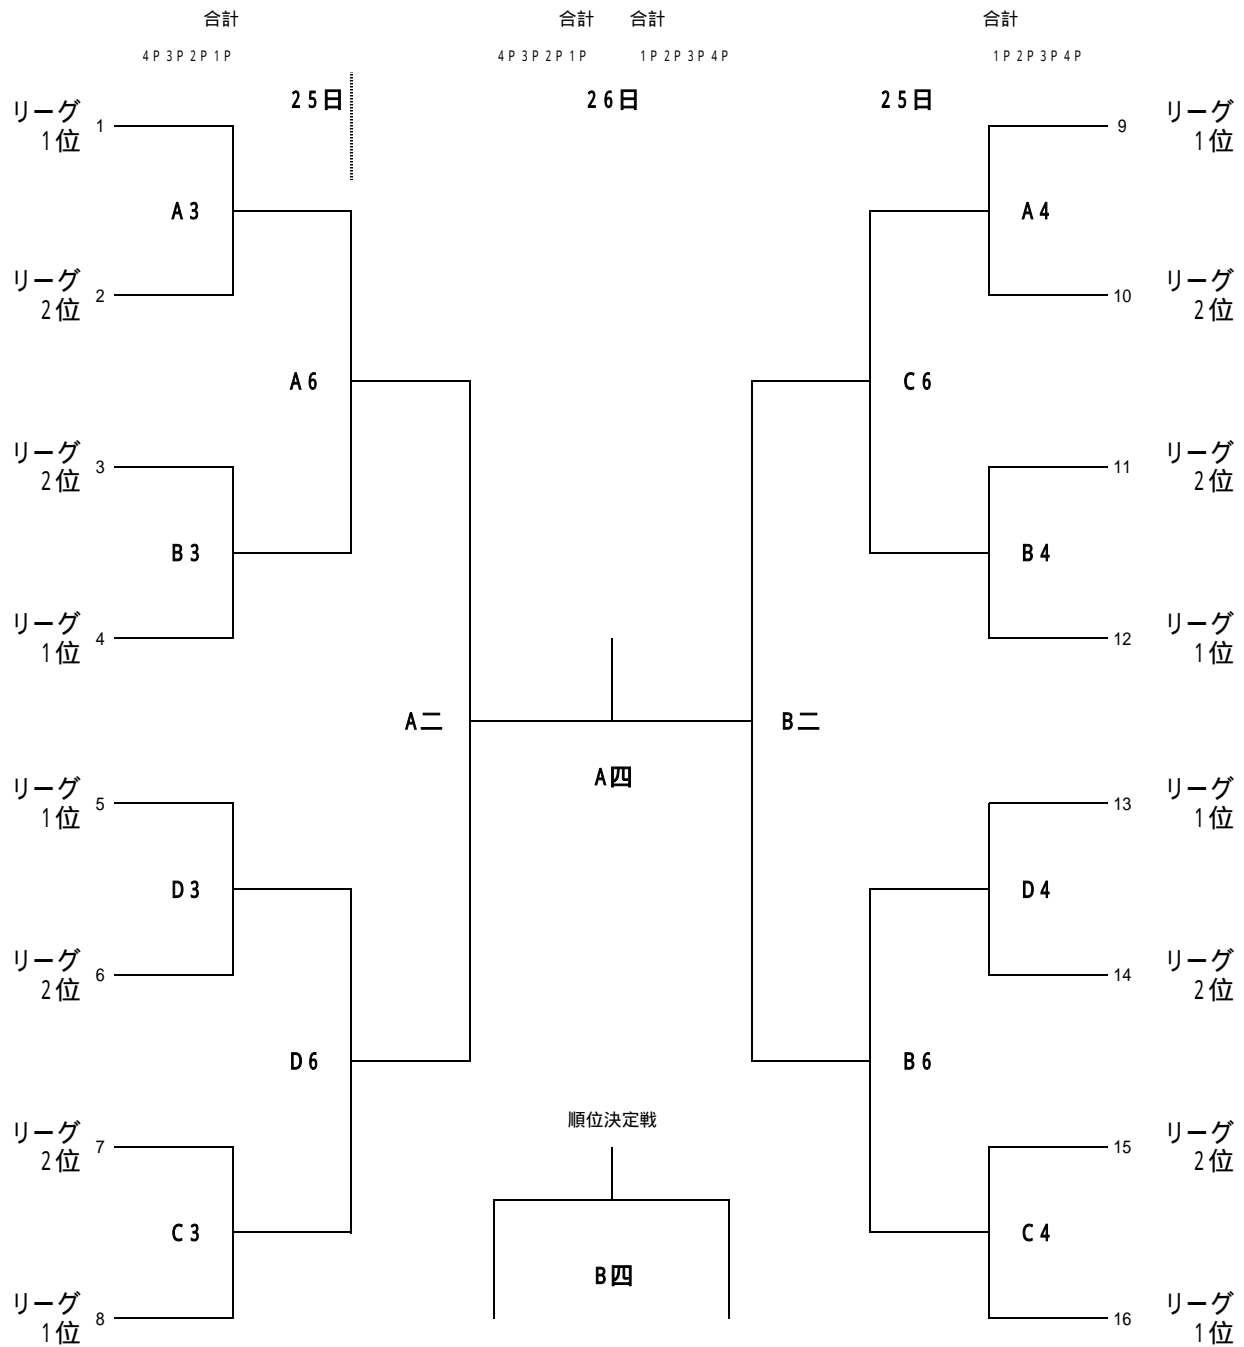 合計 合計 合計 合計
4P 3P 2P 1P 4P 3P 2P 1P 1P 2P 3P 4P 1P 2P 3P 4P
25日 26日 25日
リーグ リーグ
1位 1 9 1位
A3 A4
リーグ リーグ
2位 2 10 2位
A6 C6
リーグ リーグ
2位 3 11 2位
B3 B4
リーグ リーグ
1位 4 12 1位
A二 B二
A四
リーグ リーグ
1位 5 13 1位
D3 D4
リーグ リーグ
2位 6 14 2位
D6 B6
順位決定戦
リーグ リーグ
2位 7 15 2位
C3 C4
B四
リーグ リーグ
1位 8 16 1位